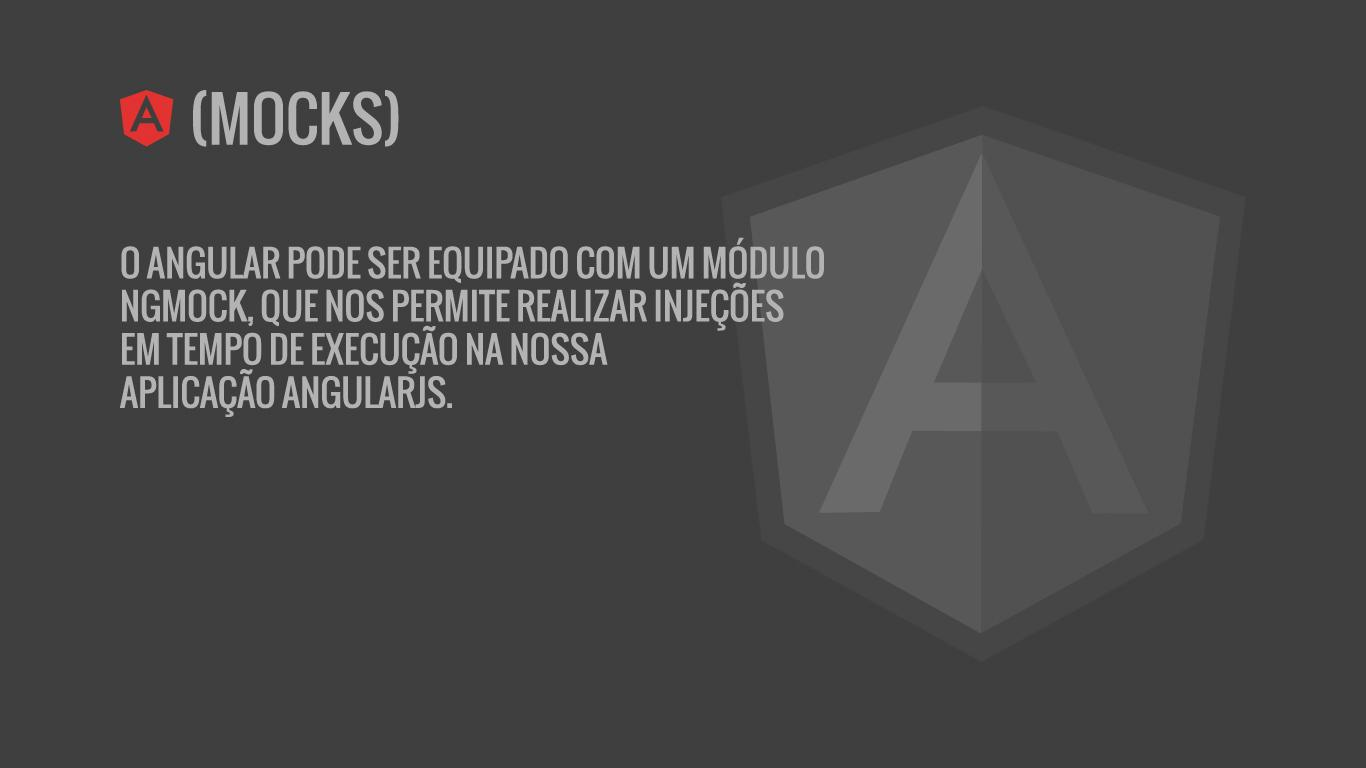 (MOCKS)
O ANGULAR PODE SER EQUIPADO COM UM MÓDULO
NGMOCK, QUE NOS PERMITE REALIZAR INJEÇÕES
EM TEMPO DE EXECUÇÃO NA NOSSA
APLICAÇÃO ANGULARJS.